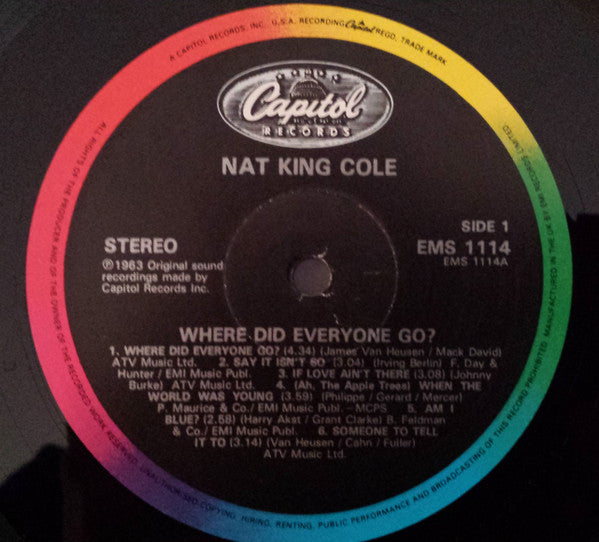 A CAPITOL RECORDS, INC. U.S.A. RECORDING Capitol REGD. TRADE MARK
ALL RIGHTS OF THE PRODUCER AND OF THE OWNER OF THE RECORDED WORK RESERVED. UNAUTHORISED COPYING, HIRING, RENTING, PUBLIC PERFORMANCE AND BROADCASTING OF THIS RECORD PROHIBITED MANUFACTURED IN THE UK BY EMI RECORDS LIMITED.
Capitol
RECORDS
NAT KING COLE
SIDE 1
STEREO
EMS 1114
EMS 1114A
℗1963 Original sound
recordings made by
Capitol Records Inc.
WHERE DID EVERYONE GO?
1. WHERE DID EVERYONE GO? (4.34) (James Van Heusen / Mack David)
ATV Music Ltd. 2. SAY IT ISN'T SO (3.04) (Irving Berlin) F. Day &
Hunter / EMI Music Publ. 3. IF LOVE AIN'T THERE (3.08) (Johnny
Burke) ATV Music Ltd. 4. (Ah, The Apple Trees) WHEN THE
WORLD WAS YOUNG (3.59) (Philippe / Gerard / Mercer)
P. Maurice & Co./ EMI Music Publ. – MCPS 5. AM I
BLUE? (2.58) (Harry Akst / Grant Clarke) B. Feldman
& Co./ EMI Music Publ. 6. SOMEONE TO TELL
IT TO (3.14) (Van Heusen / Cahn / Fuller)
ATV Music Ltd.